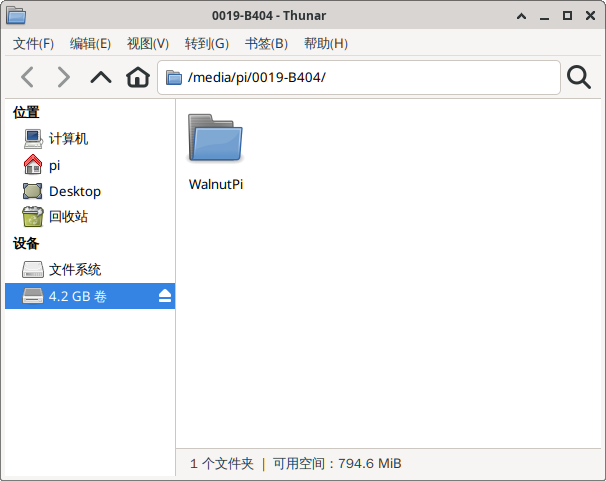 0019-B404 - Thunar
文件(F) 编辑(E) 视图(V) 转到(G) 书签(B) 帮助(H)
/media/pi/0019-B404/
位置
计算机
pi
Desktop
回收站
设备
文件系统
4.2 GB 卷
WalnutPi
1 个文件夹 | 可用空间：794.6 MiB